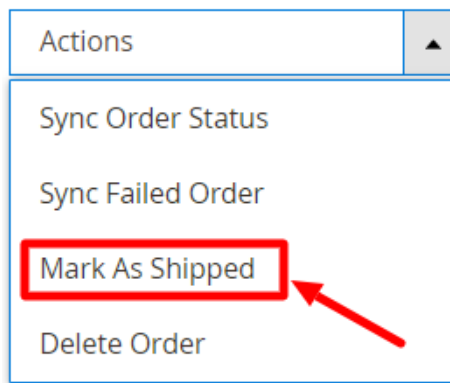 Actions
Sync Order Status
Sync Failed Order
Mark As Shipped
Delete Order